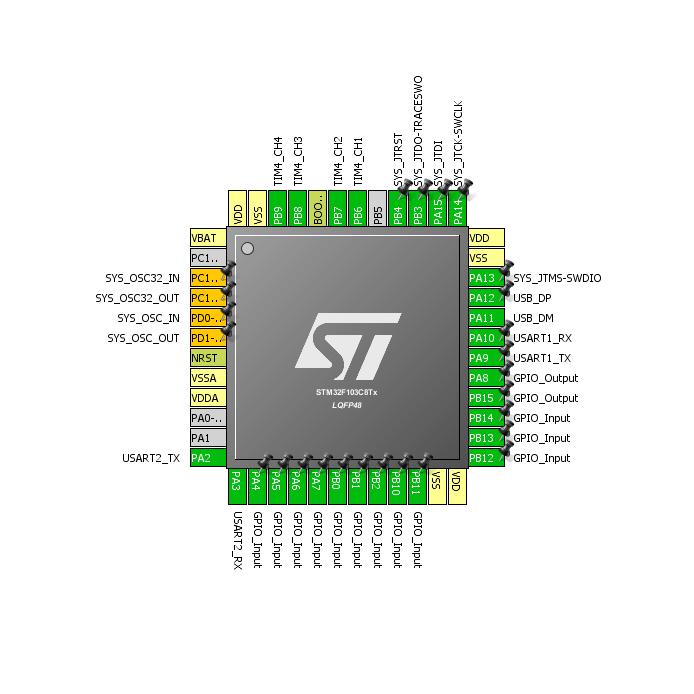 TIM4_CH4
TIM4_CH3
TIM4_CH2
TIM4_CH1
SYS_JTRST
SYS_JTDO-TRACESWO
SYS_JTDI
SYS_JTCK-SWCLK
VDD
VSS
PB9
PB8
BOO..
PB7
PB6
PB5
PB4
PB3
PA15
PA14
VBAT
PC1..
SYS_OSC32_IN PC1..
SYS_OSC32_OUT PC1..
SYS_OSC_IN PD0-..
SYS_OSC_OUT PD1-..
NRST
VSSA
VDDA
PA0-..
PA1
USART2_TX PA2
ST
STM32F103C8Tx
LQFP48
VDD
VSS
PA13 SYS_JTMS-SWDIO
PA12 USB_DP
PA11 USB_DM
PA10 USART1_RX
PA9 USART1_TX
PA8 GPIO_Output
PB15 GPIO_Output
PB14 GPIO_Input
PB13 GPIO_Input
PB12 GPIO_Input
PA3
PA4
PA5
PA6
PA7
PB0
PB1
PB2
PB10
PB11
VSS
VDD
USART2_RX
GPIO_Input
GPIO_Input
GPIO_Input
GPIO_Input
GPIO_Input
GPIO_Input
GPIO_Input
GPIO_Input
GPIO_Input